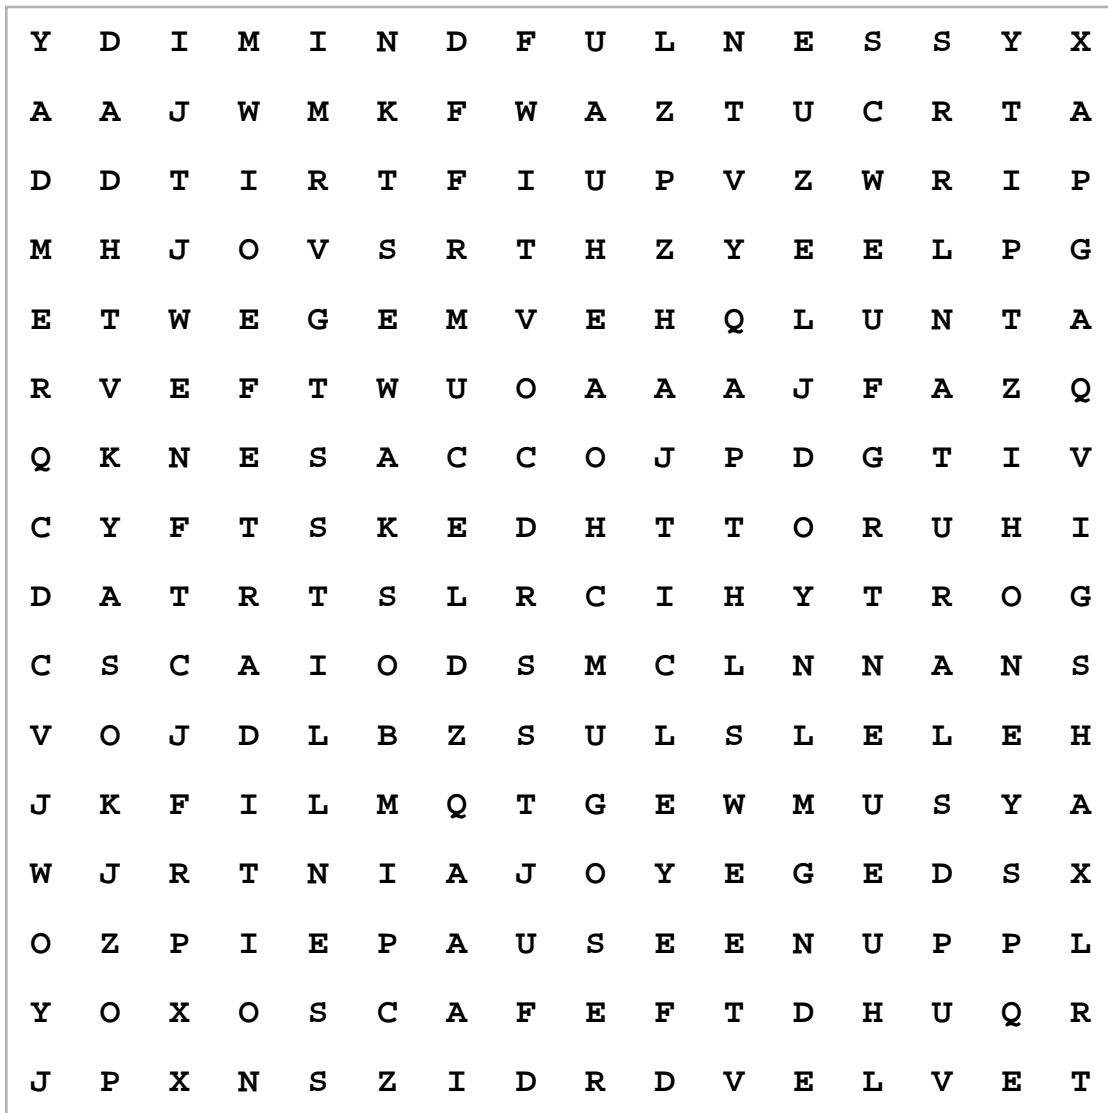 Y D I M I N D F U L N E S S Y X
A A J W M K F W A Z T U C R T A
D D T I R T F I U P V Z W R I P
M H J O V S R T H Z Y E E L P G
E T W E G E M V E H Q L U N T A
R V E F T W U O A A A J F A Z Q
Q K N E S A C C O J P D G T I V
C Y F T S K E D H T T O R U H I
D A T R T S L R C I H Y T R O G
C S C A I O D S M C L N N A N S
V O J D L B Z S U L S L E L E H
J K F I L M Q T G E W M U S Y A
W J R T N I A J O Y E G E D S X
O Z P I E P A U S E E N U P P L
Y O X O S C A F E F T D H U Q R
J P X N S Z I D R D V E L V E T